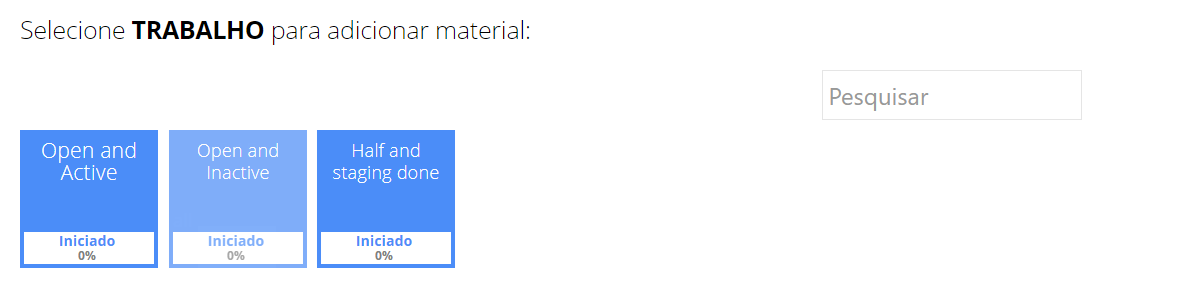 Selecione TRABALHO para adicionar material:
Pesquisar
Open and
Active
Iniciado
0%
Open and
Inactive
Iniciado
0%
Half and
staging done
Iniciado
0%